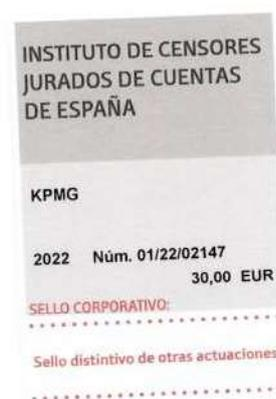 INSTITUTO DE CENSORES
JURADOS DE CUENTAS
DE ESPAÑA
KPMG
2022 Núm. 01/22/02147
30,00 EUR
SELLO CORPORATIVO:
Sello distintivo de otras actuaciones